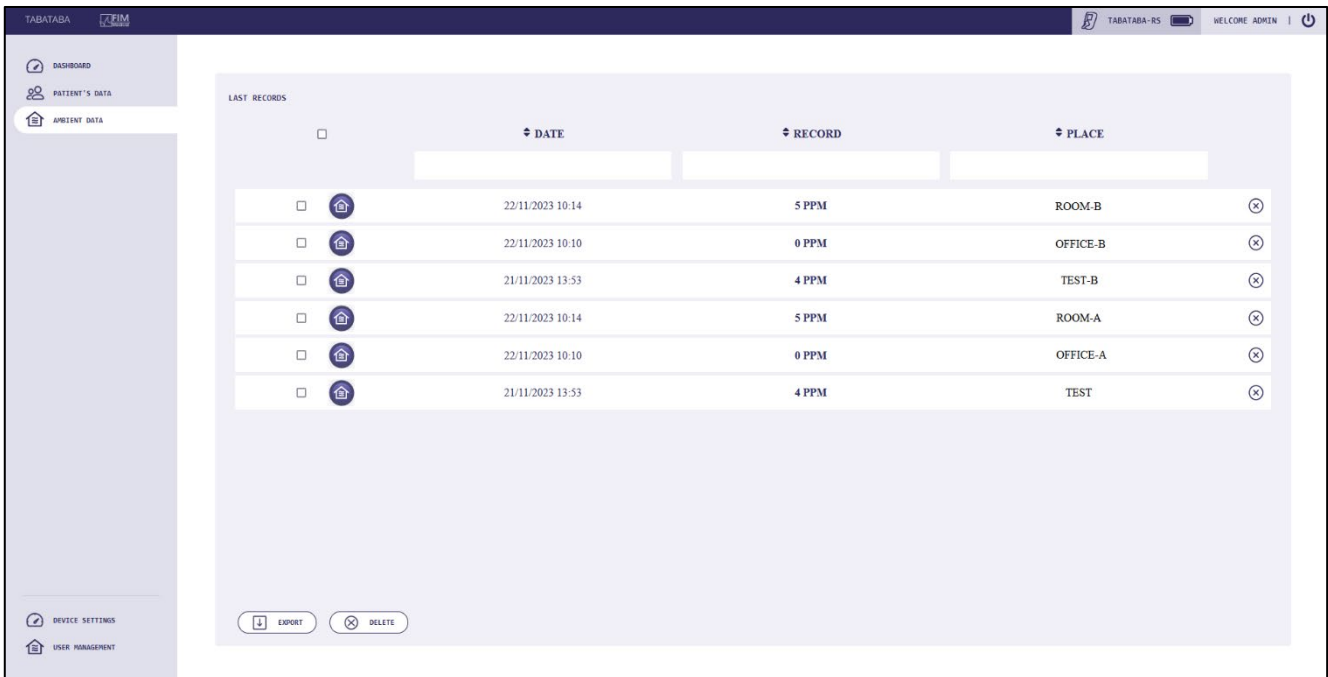 TABATABA FIM TABATABA-RS WELCOME ADMIN |
DASHBOARD
PATIENT'S DATA
AMBIENT DATA
LAST RECORDS
DATE RECORD PLACE
22/11/2023 10:14 5 PPM ROOM-B
22/11/2023 10:10 0 PPM OFFICE-B
21/11/2023 13:53 4 PPM TEST-B
22/11/2023 10:14 5 PPM ROOM-A
22/11/2023 10:10 0 PPM OFFICE-A
21/11/2023 13:53 4 PPM TEST
EXPORT DELETE
DEVICE SETTINGS
USER MANAGEMENT